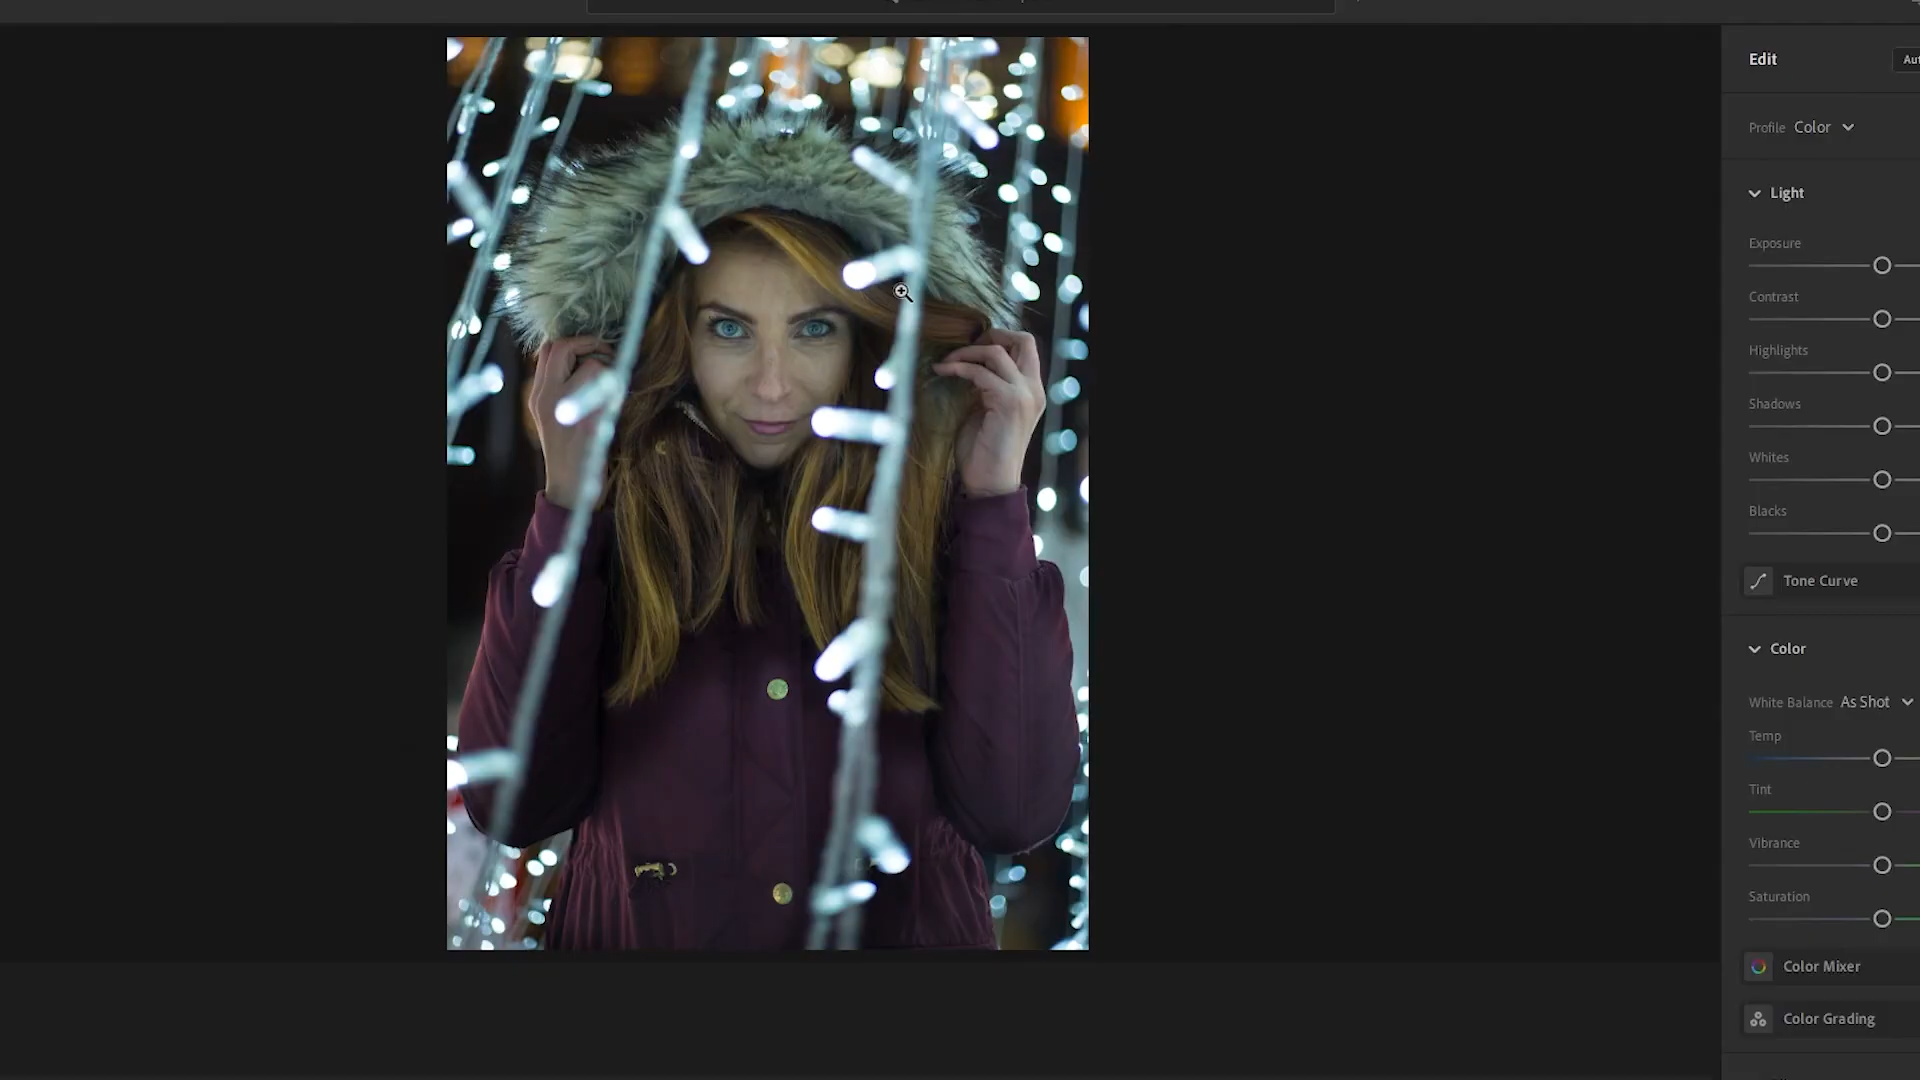 Edit
Aut
Profile Color
Light
Exposure
Contrast
Highlights
Shadows
Whites
Blacks
Tone Curve
Color
White Balance As Shot
Temp
Tint
Vibrance
Saturation
Color Mixer
Color Grading